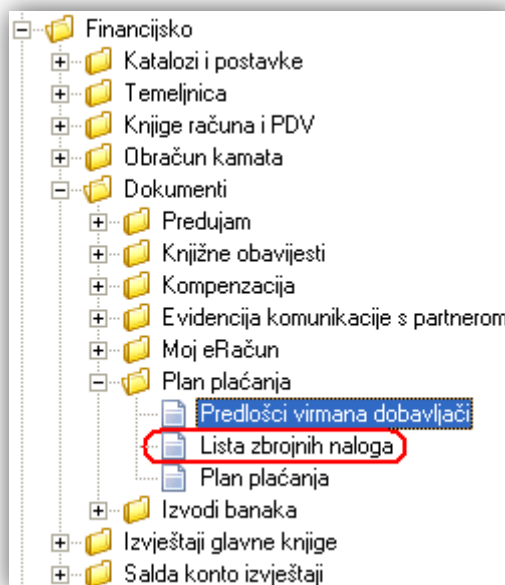 Financijsko
Katalozi i postavke
Temeljnica
Knjige računa i PDV
Obračun kamata
Dokumenti
Predujam
Knjižne obavijesti
Kompenzacija
Evidencija komunikacije s partnerom
Moj eRačun
Plan plaćanja
Predlošci virmana dobavljači
Lista zbrojnih naloga
Plan plaćanja
Izvodi banaka
Izvještaji glavne knjige
Salda konto izvještaji